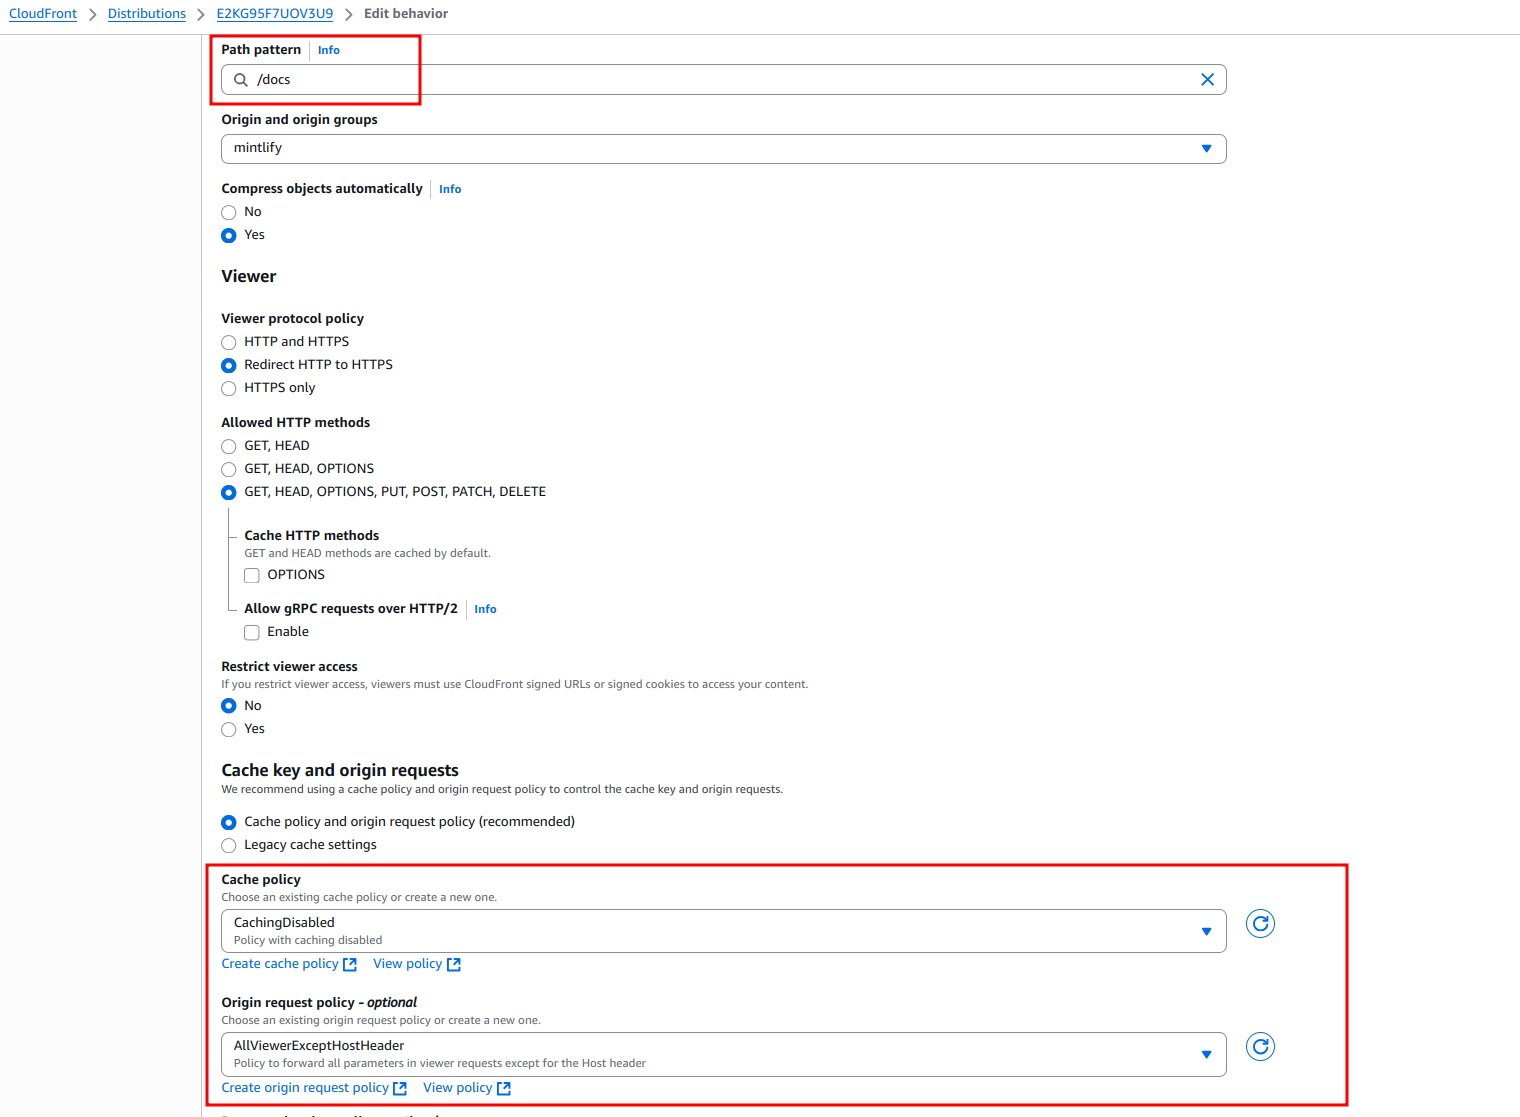 CloudFront > Distributions > E2KG95F7UOV3U9 > Edit behavior
Path pattern Info
/docs
Origin and origin groups
mintlify
Compress objects automatically Info
No
Yes
Viewer
Viewer protocol policy
HTTP and HTTPS
Redirect HTTP to HTTPS
HTTPS only
Allowed HTTP methods
GET, HEAD
GET, HEAD, OPTIONS
GET, HEAD, OPTIONS, PUT, POST, PATCH, DELETE
Cache HTTP methods
GET and HEAD methods are cached by default.
OPTIONS
Allow gRPC requests over HTTP/2 Info
Enable
Restrict viewer access
If you restrict viewer access, viewers must use CloudFront signed URLs or signed cookies to access your content.
No
Yes
Cache key and origin requests
We recommend using a cache policy and origin request policy to control the cache key and origin requests.
Cache policy and origin request policy (recommended)
Legacy cache settings
Cache policy
Choose an existing cache policy or create a new one.
CachingDisabled
Policy with caching disabled
Create cache policy View policy
Origin request policy - optional
Choose an existing origin request policy or create a new one.
AllViewerExceptHostHeader
Policy to forward all parameters in viewer requests except for the Host header
Create origin request policy View policy